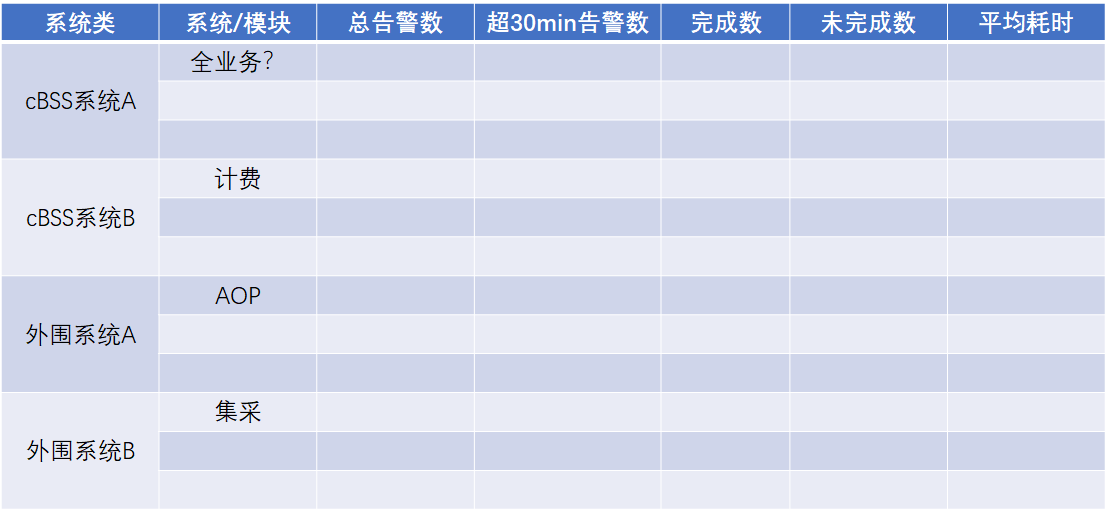 系统类 系统/模块 总告警数 超30min告警数 完成数 未完成数 平均耗时
全业务？
cBSS系统A
计费
cBSS系统B
AOP
外围系统A
集采
外围系统B